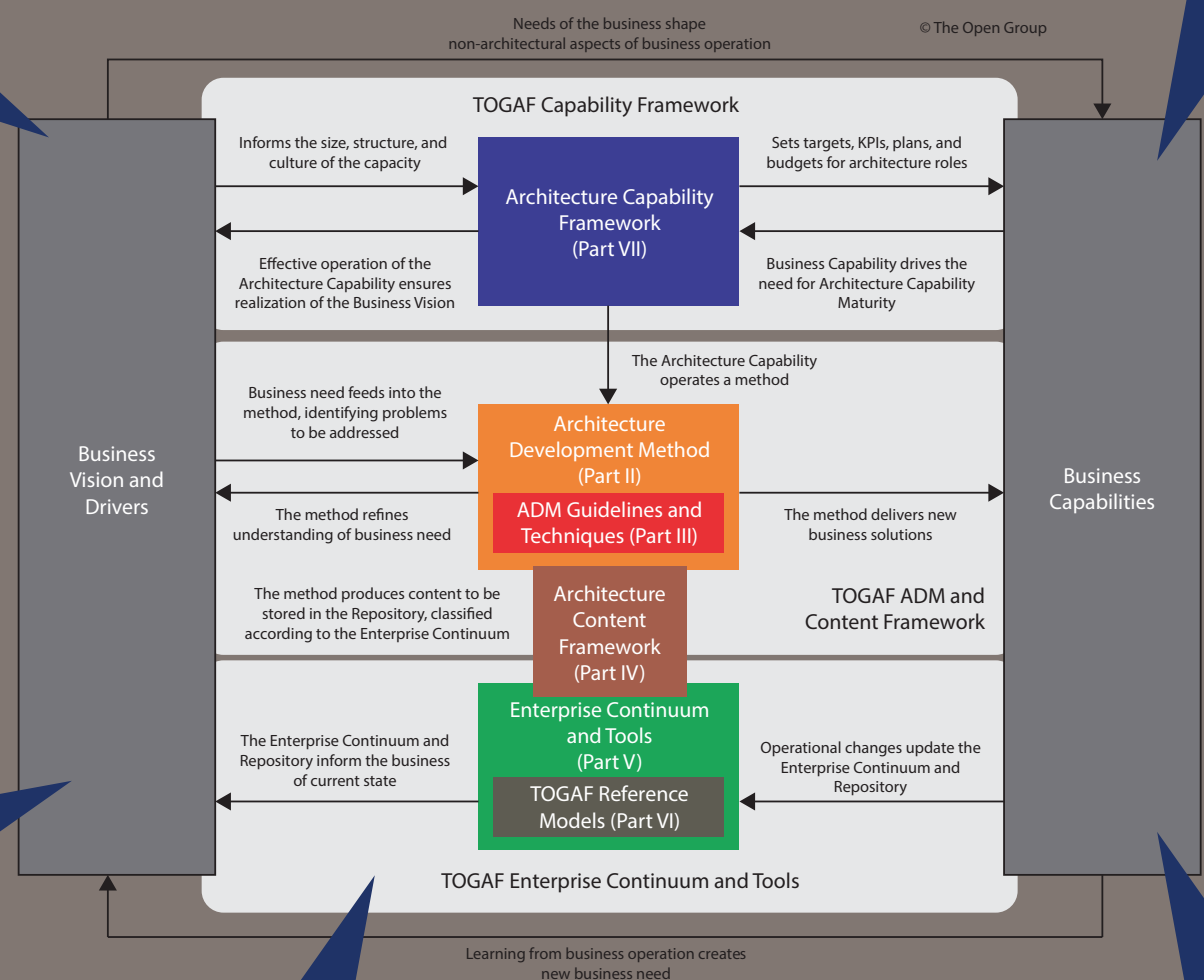 Needs of the business shape
non-architectural aspects of business operation
© The Open Group
TOGAF Capability Framework
Informs the size, structure, and
culture of the capacity
Sets targets, KPIs, plans, and
budgets for architecture roles
Architecture Capability
Framework
(Part VII)
Effective operation of the
Architecture Capability ensures
realization of the Business Vision
Business Capability drives the
need for Architecture Capability
Maturity
The Architecture Capability
operates a method
Business need feeds into the
method, identifying problems
to be addressed
Architecture
Development Method
(Part II)
Business
Vision and
Drivers
Business
Capabilities
ADM Guidelines and
Techniques (Part III)
The method refines
understanding of business need
The method delivers new
business solutions
The method produces content to be
stored in the Repository, classified
according to the Enterprise Continuum
Architecture
Content
Framework
(Part IV)
TOGAF ADM and
Content Framework
Enterprise Continuum
and Tools
(Part V)
The Enterprise Continuum and
Repository inform the business
of current state
Operational changes update the
Enterprise Continuum and
Repository
TOGAF Reference
Models (Part VI)
TOGAF Enterprise Continuum and Tools
Learning from business operation creates
new business need